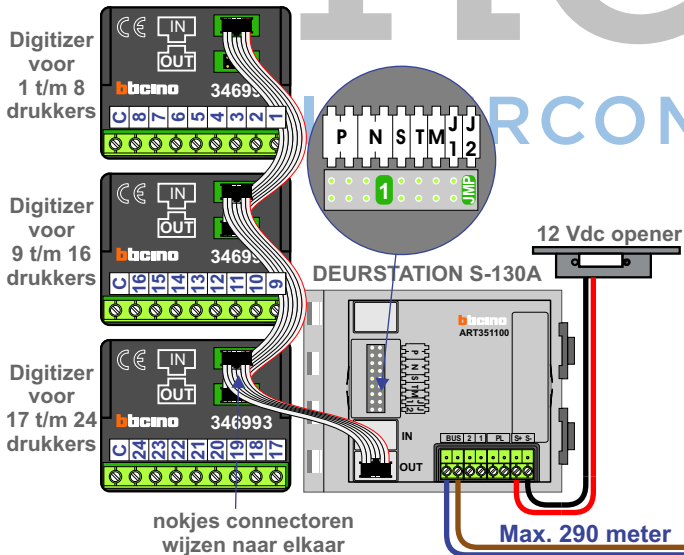 Digitizer
voor
1 t/m 8
drukkers
IN
OUT
bticino
C 8 7 6 5 4 3 2 1
P N S T M J1 J2
1
JMP
RCON
Digitizer
voor
9 t/m 16
drukkers
IN
OUT
bticino
C 16 15 14 13 12 11 10 9
12 Vdc opener
DEURSTATION S-130A
bticino
ART351100
P N S T M J1 J2
IN
OUT
BUS 2 1 PL S+ S-
Digitizer
voor
17 t/m 24
drukkers
IN
OUT
bticino
346993
C 24 23 22 21 20 19 18 17
nokjes connectoren
wijzen naar elkaar
Max. 290 meter